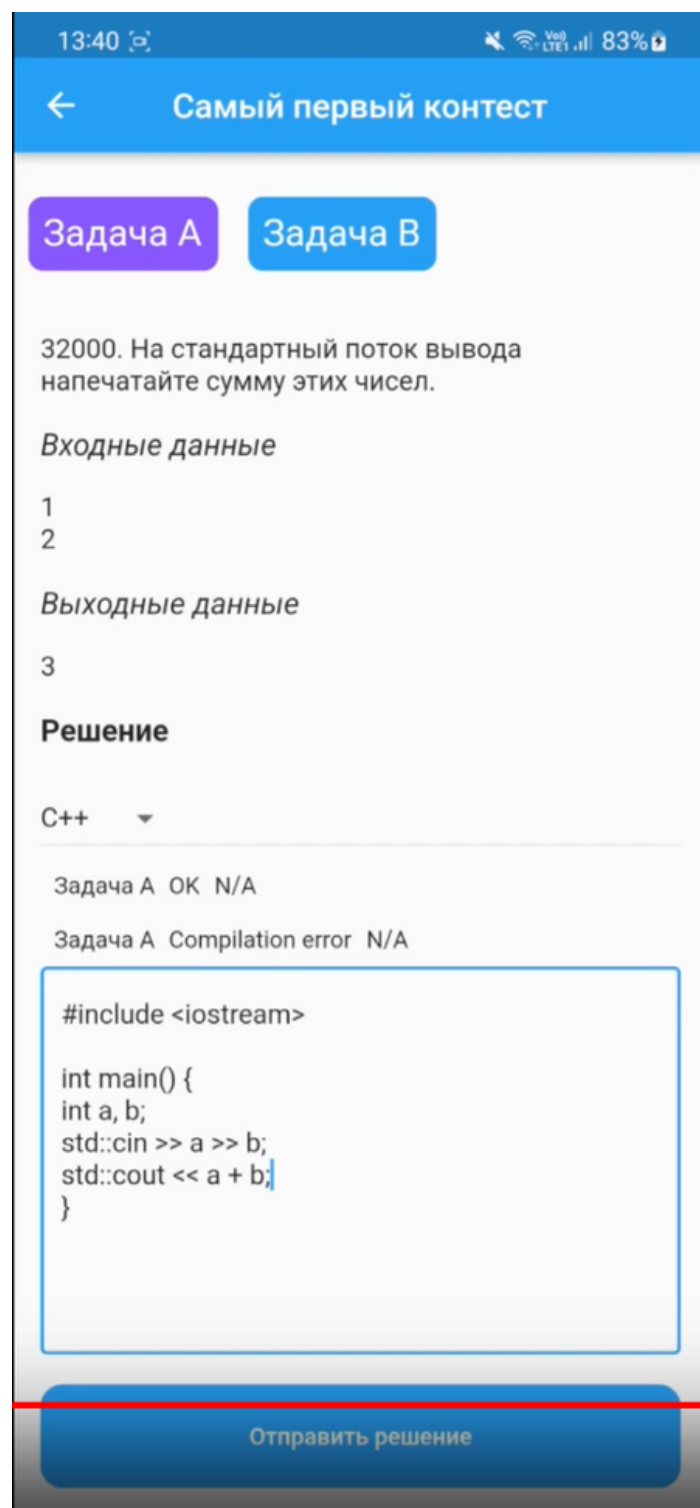 13:40
Vo)) LTE1 83%
Самый первый контест
Задача A Задача B
32000. На стандартный поток вывода
напечатайте сумму этих чисел.
Входные данные
1
2
Выходные данные
3
Решение
C++
Задача A OK N/A
Задача A Compilation error N/A
#include <iostream>
int main() {
int a, b;
std::cin >> a >> b;
std::cout << a + b;
}
Отправить решение